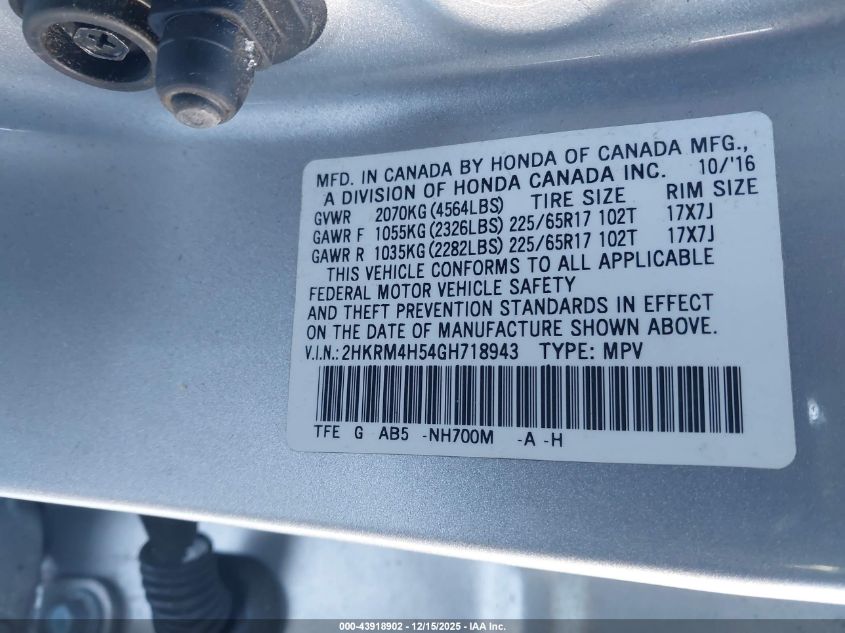 MFD. IN CANADA BY HONDA OF CANADA MFG.,
A DIVISION OF HONDA CANADA INC. 10/'16
GVWR 2070KG(4564LBS) TIRE SIZE RIM SIZE
GAWR F 1055KG(2326LBS) 225/65R17 102T 17X7J
GAWR R 1035KG(2282LBS) 225/65R17 102T 17X7J
THIS VEHICLE CONFORMS TO ALL APPLICABLE
FEDERAL MOTOR VEHICLE SAFETY
AND THEFT PREVENTION STANDARDS IN EFFECT
ON THE DATE OF MANUFACTURE SHOWN ABOVE.
V.I.N.: 2HKRM4H54GH718943 TYPE: MPV
TFE G AB5 -NH700M -A -H
000-43918902 - 12/15/2025 - IAA Inc.